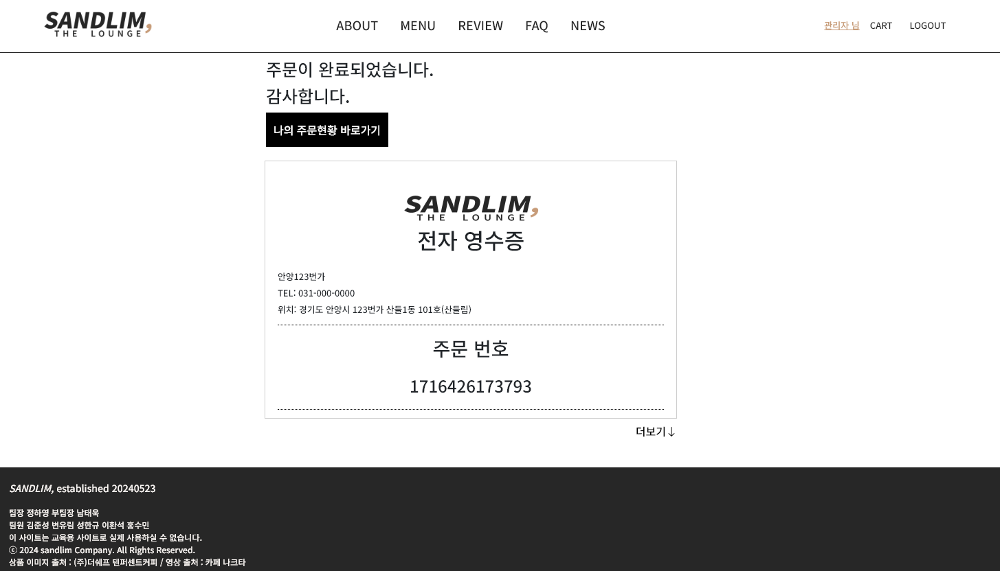 SANDLIM,
THE LOUNGE
ABOUT MENU REVIEW FAQ NEWS
관리자 님 CART LOGOUT
주문이 완료되었습니다.
감사합니다.
나의 주문현황 바로가기
SANDLIM,
THE LOUNGE
전자 영수증
안양123번가
TEL: 031-000-0000
위치: 경기도 안양시 123번가 산들1동 101호(산들림)
주문 번호
1716426173793
더보기↓
SANDLIM, established 20240523
팀장 정하영 부팀장 남태욱
팀원 김준성 변유림 성한규 이환석 홍수민
이 사이트는 교육용 사이트로 실제 사용하실 수 없습니다.
ⓒ 2024 sandlim Company. All Rights Reserved.
상품 이미지 출처 : (주)더쉐프 텐퍼센트커피 / 영상 출처 : 카페 나크타